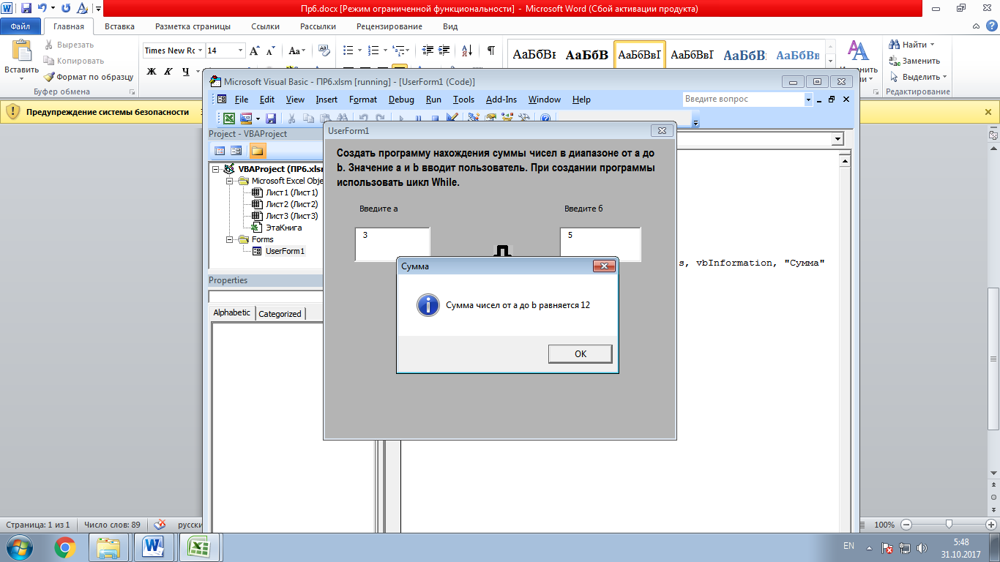 Пр6.docx [Режим ограниченной функциональности] - Microsoft Word (Сбой активации продукта)
Файл Главная Вставка Разметка страницы Ссылки Рассылки Рецензирование Вид
Вставить
Вырезать
Копировать
Формат по образцу
Буфер обмена
Times New Rc 14
Ж К Ч
АаБбВв АаБбВ АаБбВвГ АаБбВвГ АаБбВ АаБбВв
Найти
Заменить
Выделить
Редактирование
Предупреждение системы безопасности
Microsoft Visual Basic - ПР6.xlsm [running] - [UserForm1 (Code)]
File Edit View Insert Format Debug Run Tools Add-Ins Window Help
Введите вопрос
Project - VBAProject
VBAProject (ПР6.xlsm
Microsoft Excel Obje
Лист1 (Лист1)
Лист2 (Лист2)
Лист3 (Лист3)
ЭтаКнига
Forms
UserForm1
Properties
Alphabetic Categorized
s, vbInformation, "Сумма"
UserForm1
Создать программу нахождения суммы чисел в диапазоне от a до
b. Значение a и b вводит пользователь. При создании программы
использовать цикл While.
Введите а Введите б
3 5
Сумма
Сумма чисел от a до b равняется 12
OK
Страница: 1 из 1 Число слов: 89 русски
100%
EN
5:48
31.10.2017